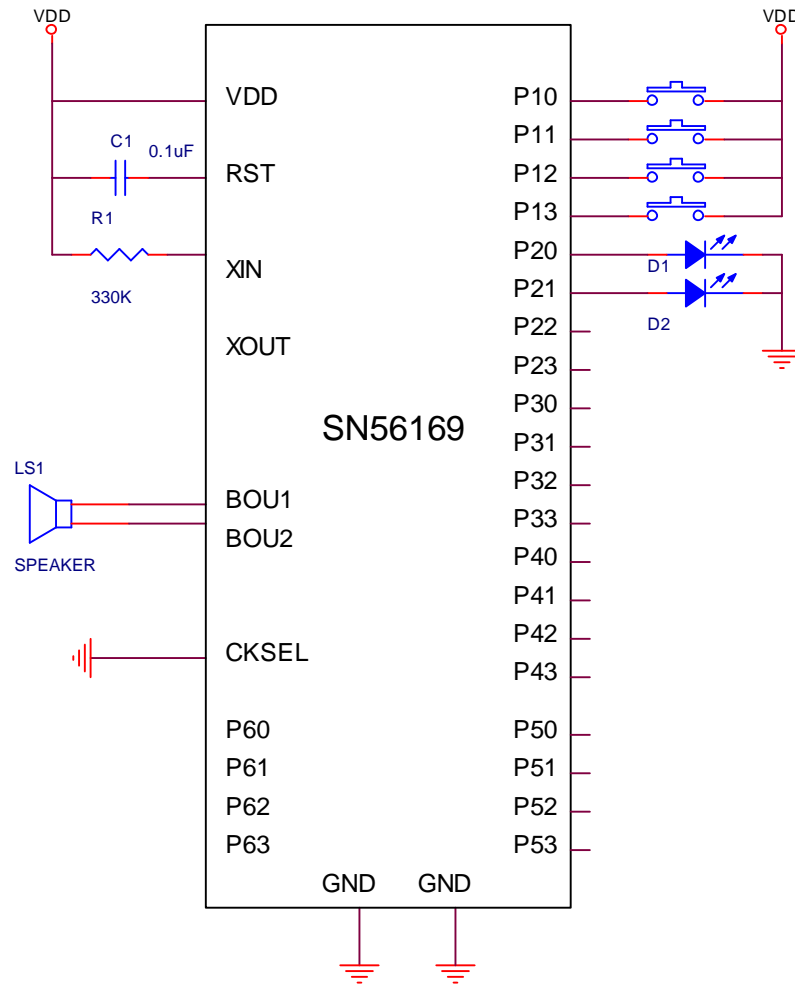 VDD
VDD
VDD
C1
0.1uF
RST
R1
330K
XIN
XOUT
SN56169
LS1
SPEAKER
BOU1
BOU2
CKSEL
P60
P61
P62
P63
GND
GND
P10
P11
P12
P13
P20
D1
P21
D2
P22
P23
P30
P31
P32
P33
P40
P41
P42
P43
P50
P51
P52
P53